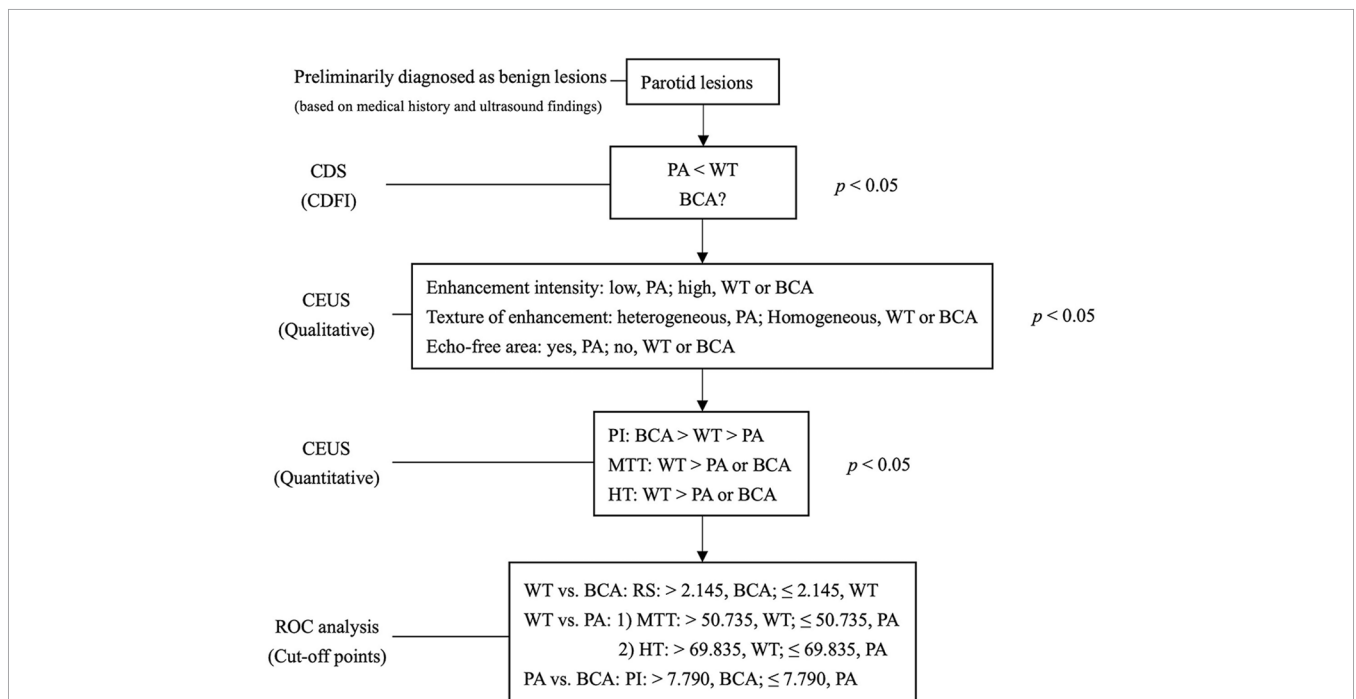 Preliminarily diagnosed as benign lesions
(based on medical history and ultrasound findings)
Parotid lesions
CDS
(CDFI)
PA < WT
BCA?
p < 0.05
CEUS
(Qualitative)
Enhancement intensity: low, PA; high, WT or BCA
Texture of enhancement: heterogeneous, PA; Homogeneous, WT or BCA
Echo-free area: yes, PA; no, WT or BCA
p < 0.05
CEUS
(Quantitative)
PI: BCA > WT > PA
MTT: WT > PA or BCA
HT: WT > PA or BCA
p < 0.05
ROC analysis
(Cut-off points)
WT vs. BCA: RS: > 2.145, BCA; ≤ 2.145, WT
WT vs. PA: 1) MTT: > 50.735, WT; ≤ 50.735, PA
2) HT: > 69.835, WT; ≤ 69.835, PA
PA vs. BCA: PI: > 7.790, BCA; ≤ 7.790, PA